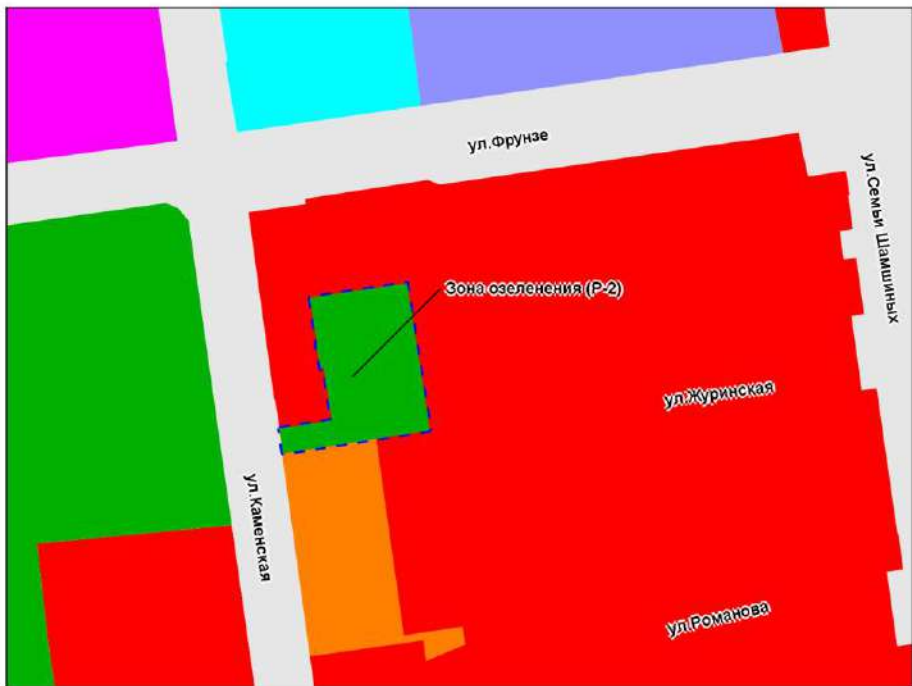 ул.Фрунзе
ул.Семьи Шамшиных
Зона озеленения (Р-2)
ул.Журинская
ул.Каменская
ул.Романова